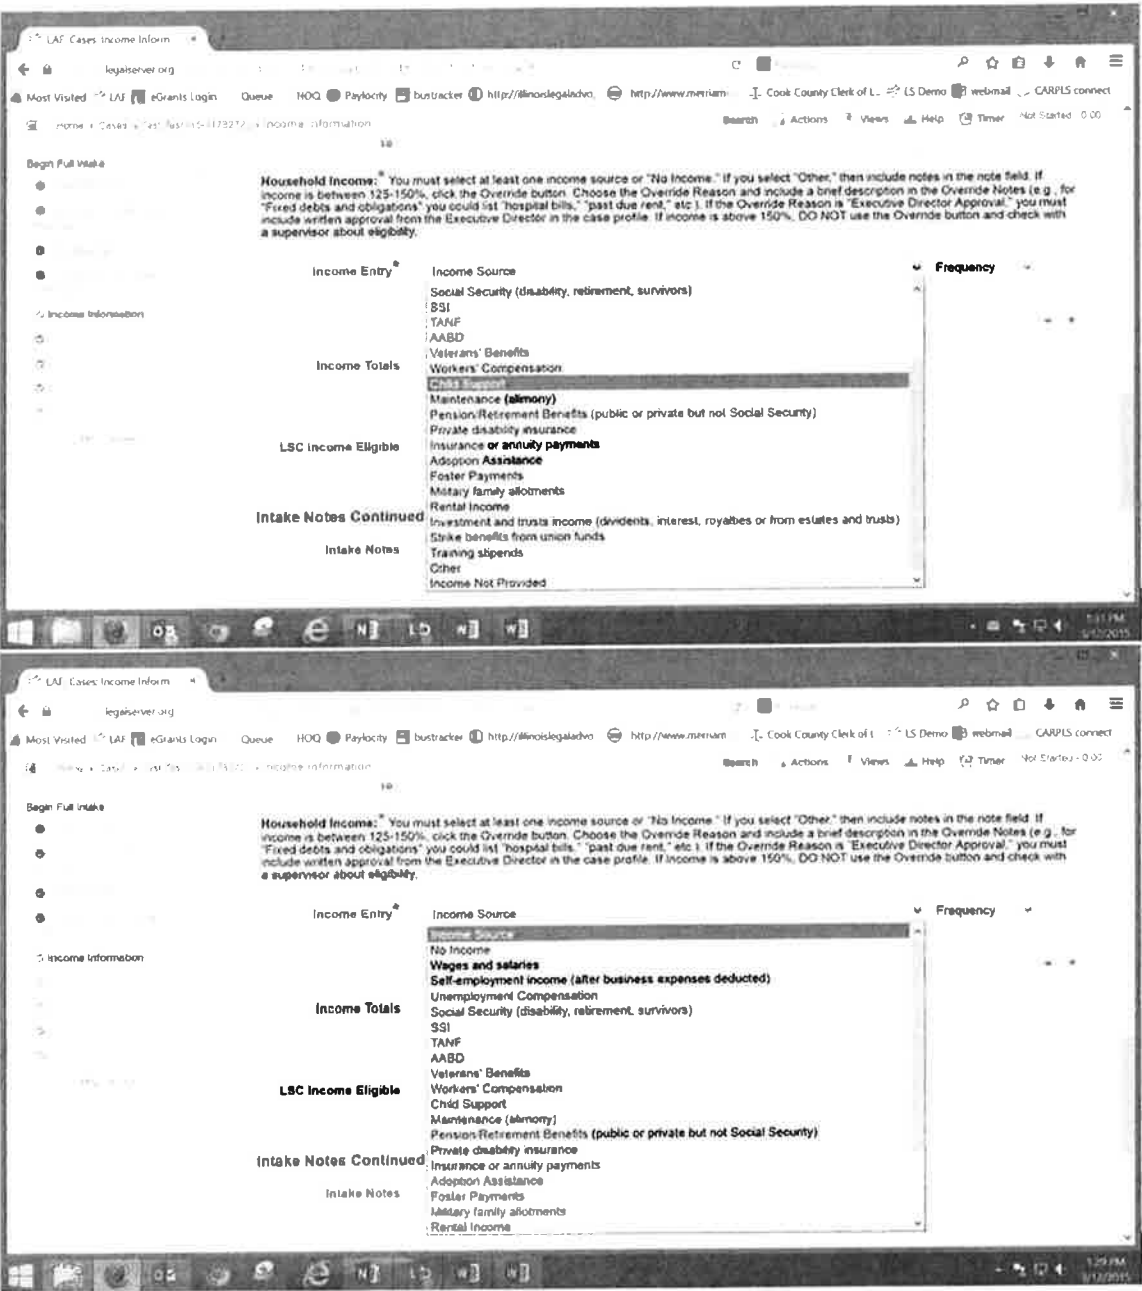 LAF Cases Income Inform
legalserver.org
Most Visited LAF eGrants Login Queue HOQ Paylocity bustracker http://illinoislegaladvo. http://www.merriam- Cook County Clerk of L.. LS Demo webmail CARPLS connect
Home Cases Income Information Search Actions Views Help Timer Not Started 0:00
Begin Full Intake
Household Income:* You must select at least one income source or "No Income." If you select "Other," then include notes in the note field. If
income is between 125-150%, click the Override button. Choose the Override Reason and include a brief description in the Override Notes (e.g., for
"Fixed debts and obligations" you could list "hospital bills," "past due rent," etc.). If the Override Reason is "Executive Director Approval," you must
include written approval from the Executive Director in the case profile. If income is above 150%, DO NOT use the Override button and check with
a supervisor about eligibility.
Income Entry* Income Source Frequency
Social Security (disability, retirement, survivors)
SSI
Income Information
TANF
AABD
Veterans' Benefits
Income Totals
Workers' Compensation
Child Support
Maintenance (alimony)
Pension/Retirement Benefits (public or private but not Social Security)
Private disability insurance
LSC Income Eligible
Insurance or annuity payments
Adoption Assistance
Foster Payments
Military family allotments
Rental Income
Intake Notes Continued
Investment and trusts income (dividents, interest, royalties or from estates and trusts)
Strike benefits from union funds
Intake Notes
Training stipends
Other
Income Not Provided
1:31 PM
3/12/2015
LAF Cases Income Inform
legalserver.org
Most Visited LAF eGrants Login Queue HOQ Paylocity bustracker http://illinoislegaladvo http://www.merriam Cook County Clerk of L LS Demo webmail CARPLS connect
Income Information Search Actions Views Help Timer Not Started - 0:00
Begin Full Intake
Household Income:* You must select at least one income source or "No Income." If you select "Other," then include notes in the note field. If
income is between 125-150%, click the Override button. Choose the Override Reason and include a brief description in the Override Notes (e.g., for
"Fixed debts and obligations" you could list "hospital bills," "past due rent," etc.). If the Override Reason is "Executive Director Approval," you must
include written approval from the Executive Director in the case profile. If income is above 150%, DO NOT use the Override button and check with
a supervisor about eligibility.
Income Entry* Income Source Frequency
Income Source
No Income
Income Information
Wages and salaries
Self-employment income (after business expenses deducted)
Unemployment Compensation
Income Totals
Social Security (disability, retirement, survivors)
SSI
TANF
AABD
Veterans' Benefits
LSC Income Eligible
Workers' Compensation
Child Support
Maintenance (alimony)
Pension/Retirement Benefits (public or private but not Social Security)
Private disability insurance
Intake Notes Continued
Insurance or annuity payments
Adoption Assistance
Intake Notes
Foster Payments
Military family allotments
Rental Income
1:29 PM
3/12/2015